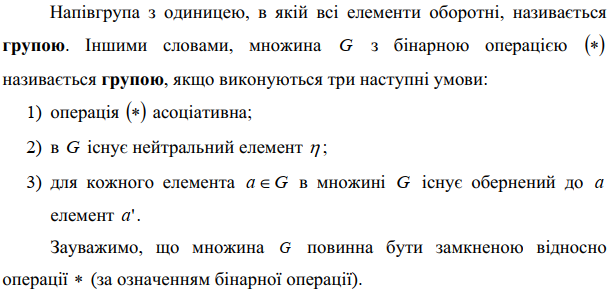 Напівгрупа з одиницею, в якій всі елементи оборотні, називається
групою. Іншими словами, множина G з бінарною операцією (∗)
називається групою, якщо виконуються три наступні умови:
1) операція (∗) асоціативна;
2) в G існує нейтральний елемент η;
3) для кожного елемента a ∈ G в множині G існує обернений до a
елемент a'.
Зауважимо, що множина G повинна бути замкненою відносно
операції ∗ (за означенням бінарної операції).